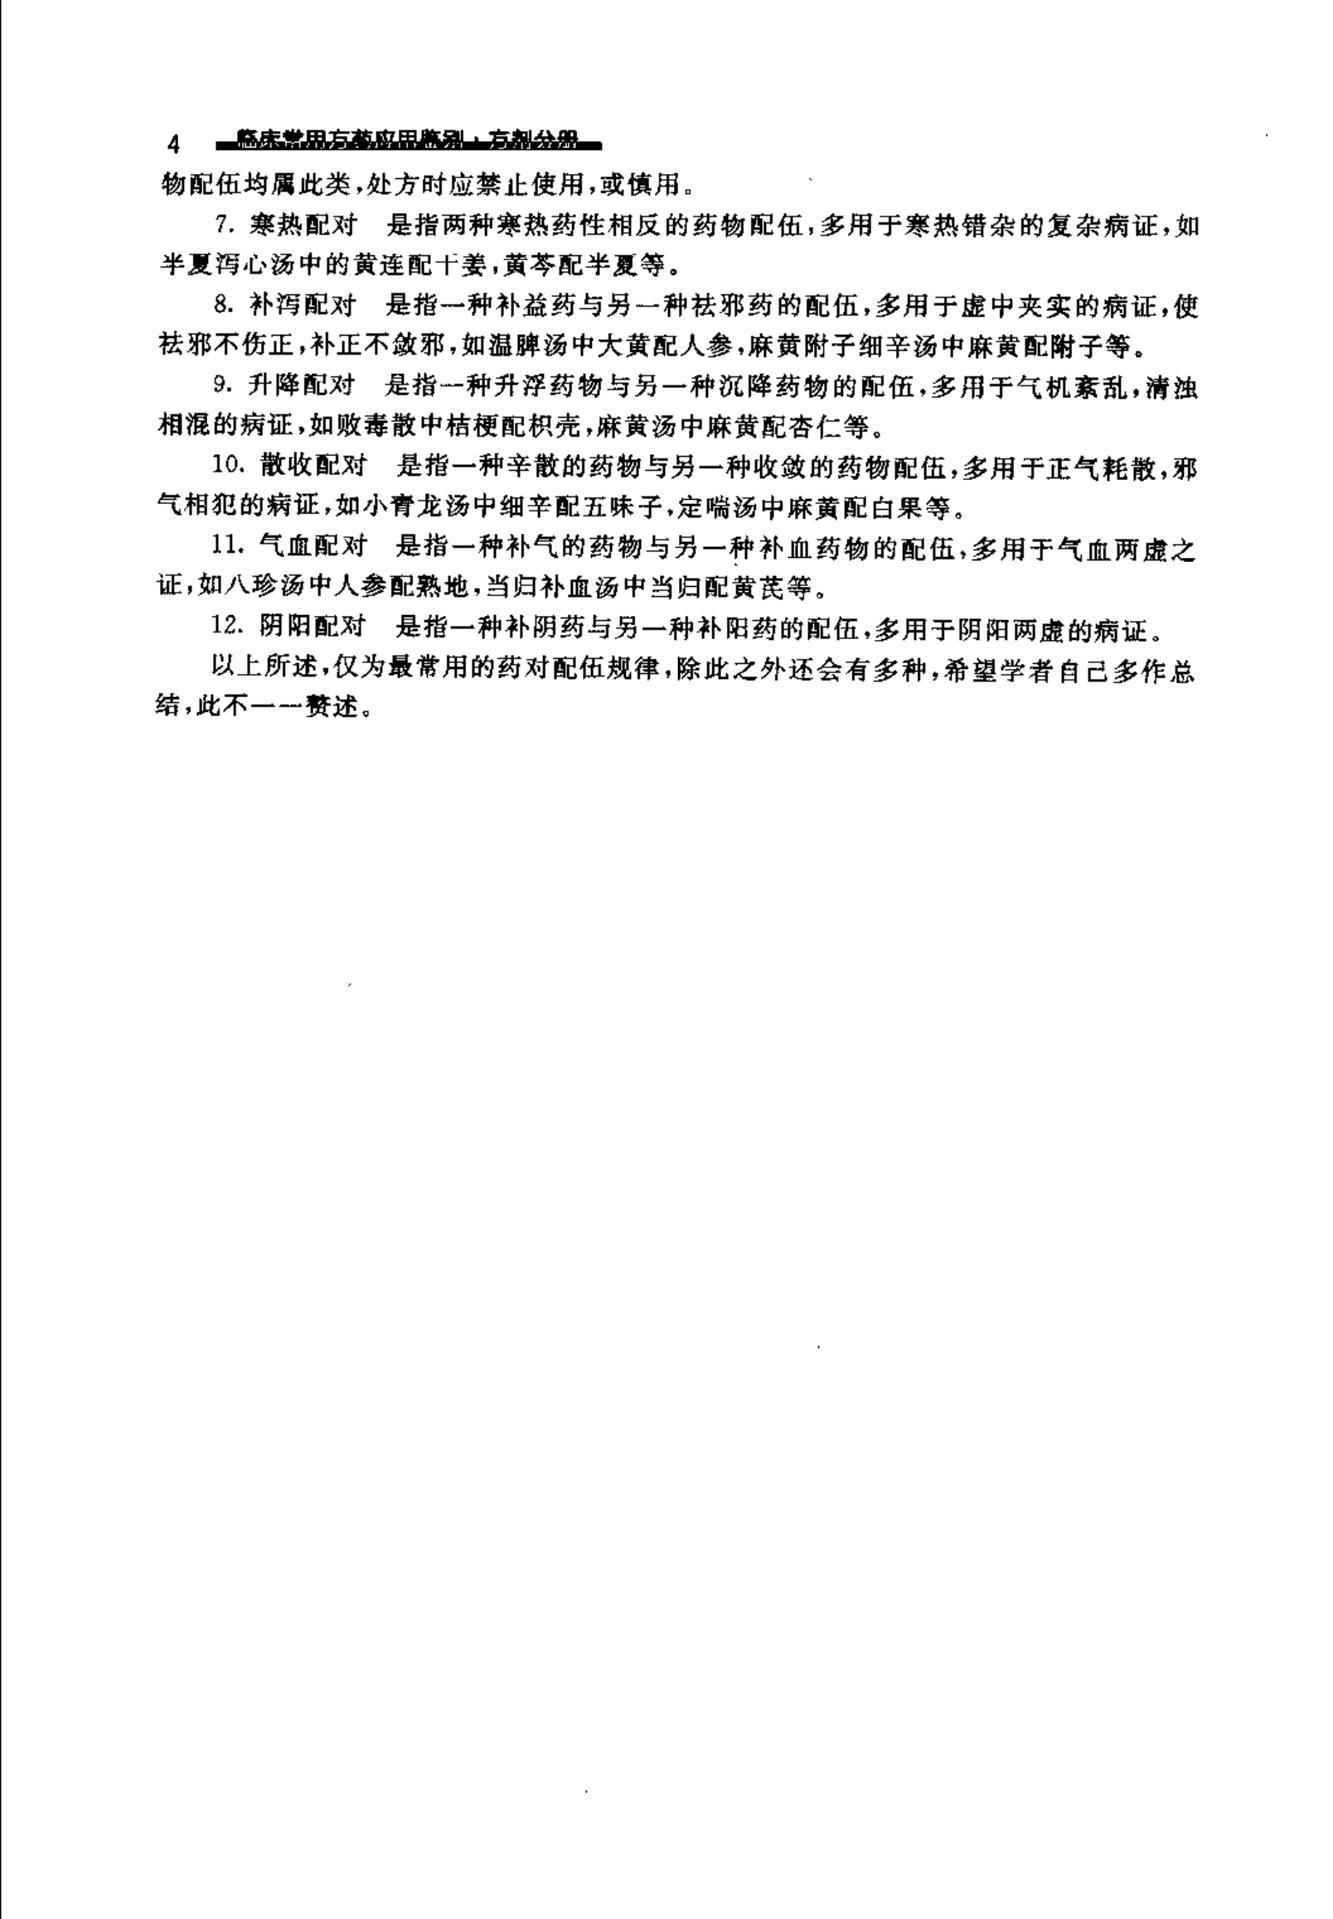 4 临床常用方药应用鉴别·方剂分册
物配伍均属此类,处方时应禁止使用,或慎用。
7. 寒热配对 是指两种寒热药性相反的药物配伍,多用于寒热错杂的复杂病证,如
半夏泻心汤中的黄连配干姜,黄芩配半夏等。
8. 补泻配对 是指一种补益药与另一种祛邪药的配伍,多用于虚中夹实的病证,使
祛邪不伤正,补正不敛邪,如温脾汤中大黄配人参,麻黄附子细辛汤中麻黄配附子等。
9. 升降配对 是指一种升浮药物与另一种沉降药物的配伍,多用于气机紊乱,清浊
相混的病证,如败毒散中桔梗配枳壳,麻黄汤中麻黄配杏仁等。
10. 散收配对 是指一种辛散的药物与另一种收敛的药物配伍,多用于正气耗散,邪
气相犯的病证,如小青龙汤中细辛配五味子,定喘汤中麻黄配白果等。
11. 气血配对 是指一种补气的药物与另一种补血药物的配伍,多用于气血两虚之
证,如八珍汤中人参配熟地,当归补血汤中当归配黄芪等。
12. 阴阳配对 是指一种补阴药与另一种补阳药的配伍,多用于阴阳两虚的病证。
以上所述,仅为最常用的药对配伍规律,除此之外还会有多种,希望学者自己多作总
结,此不一一赘述。